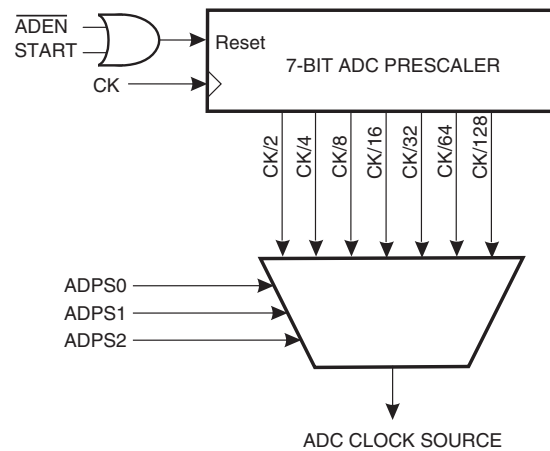 ADEN
START
Reset
7-BIT ADC PRESCALER
CK
CK/2
CK/4
CK/8
CK/16
CK/32
CK/64
CK/128
ADPS0
ADPS1
ADPS2
ADC CLOCK SOURCE